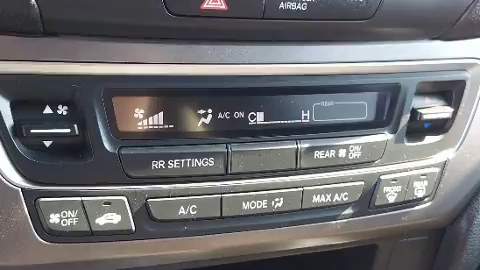 AIRBAG
REAR
A/C ON C H
RR SETTINGS
REAR ON/OFF
ON/OFF
A/C
MODE
MAX A/C
FRONT
REAR